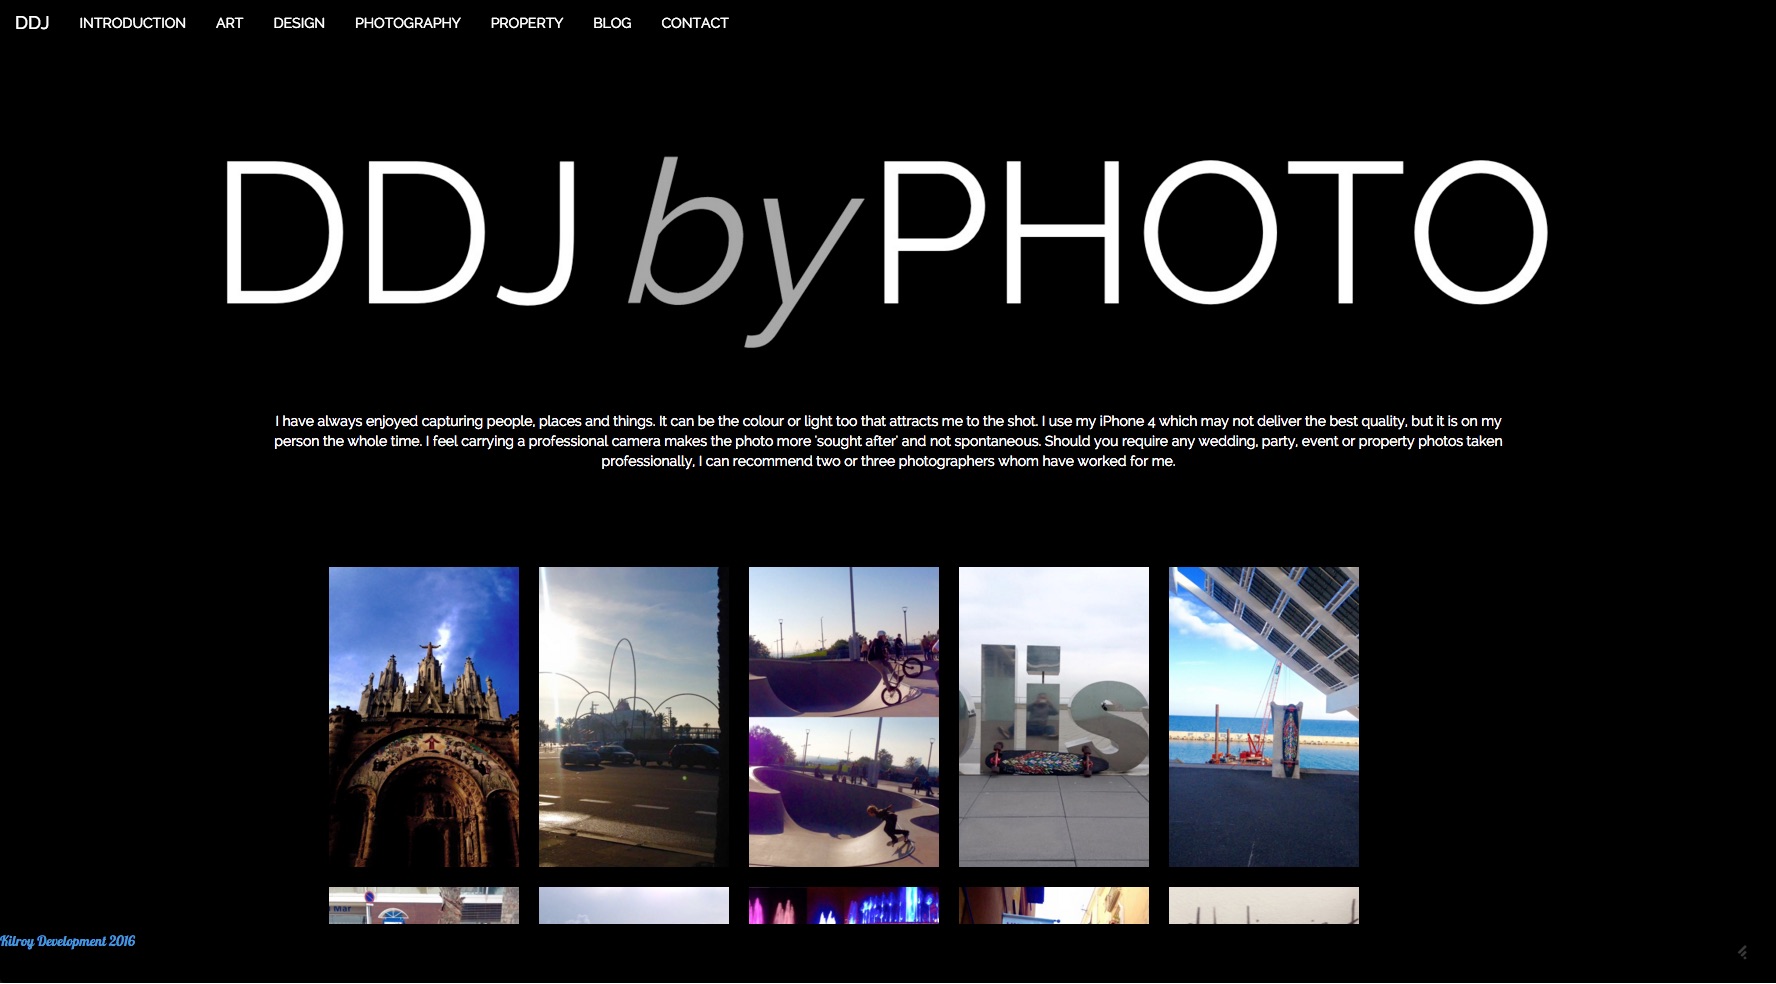 DDJ INTRODUCTION ART DESIGN PHOTOGRAPHY PROPERTY BLOG CONTACT
DDJ by PHOTO
I have always enjoyed capturing people, places and things. It can be the colour or light too that attracts me to the shot. I use my iPhone 4 which may not deliver the best quality, but it is on my
person the whole time. I feel carrying a professional camera makes the photo more 'sought after' and not spontaneous. Should you require any wedding, party, event or property photos taken
professionally, I can recommend two or three photographers whom have worked for me.
lis
Mar
Kilroy Development 2016